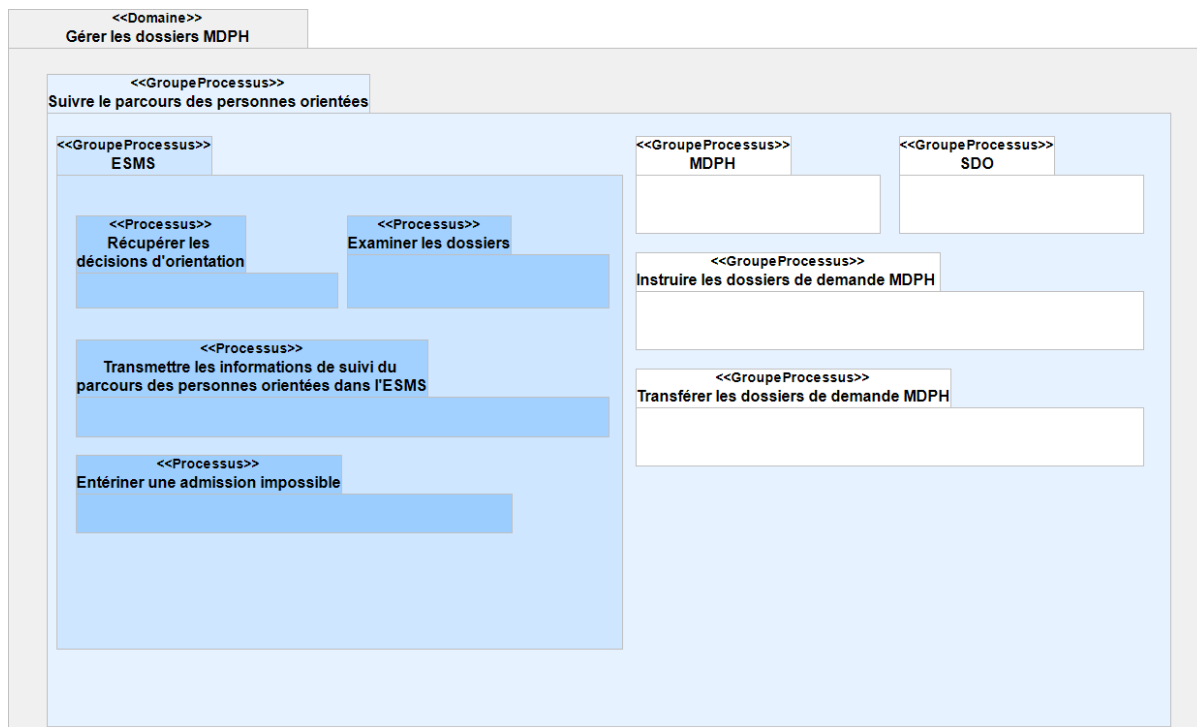 <<Domaine>>
Gérer les dossiers MDPH
<<GroupeProcessus>>
Suivre le parcours des personnes orientées
<<GroupeProcessus>>
ESMS
<<Processus>>
Récupérer les
décisions d'orientation
<<Processus>>
Examiner les dossiers
<<Processus>>
Transmettre les informations de suivi du
parcours des personnes orientées dans l'ESMS
<<Processus>>
Entériner une admission impossible
<<GroupeProcessus>>
MDPH
<<GroupeProcessus>>
SDO
<<GroupeProcessus>>
Instruire les dossiers de demande MDPH
<<GroupeProcessus>>
Transférer les dossiers de demande MDPH